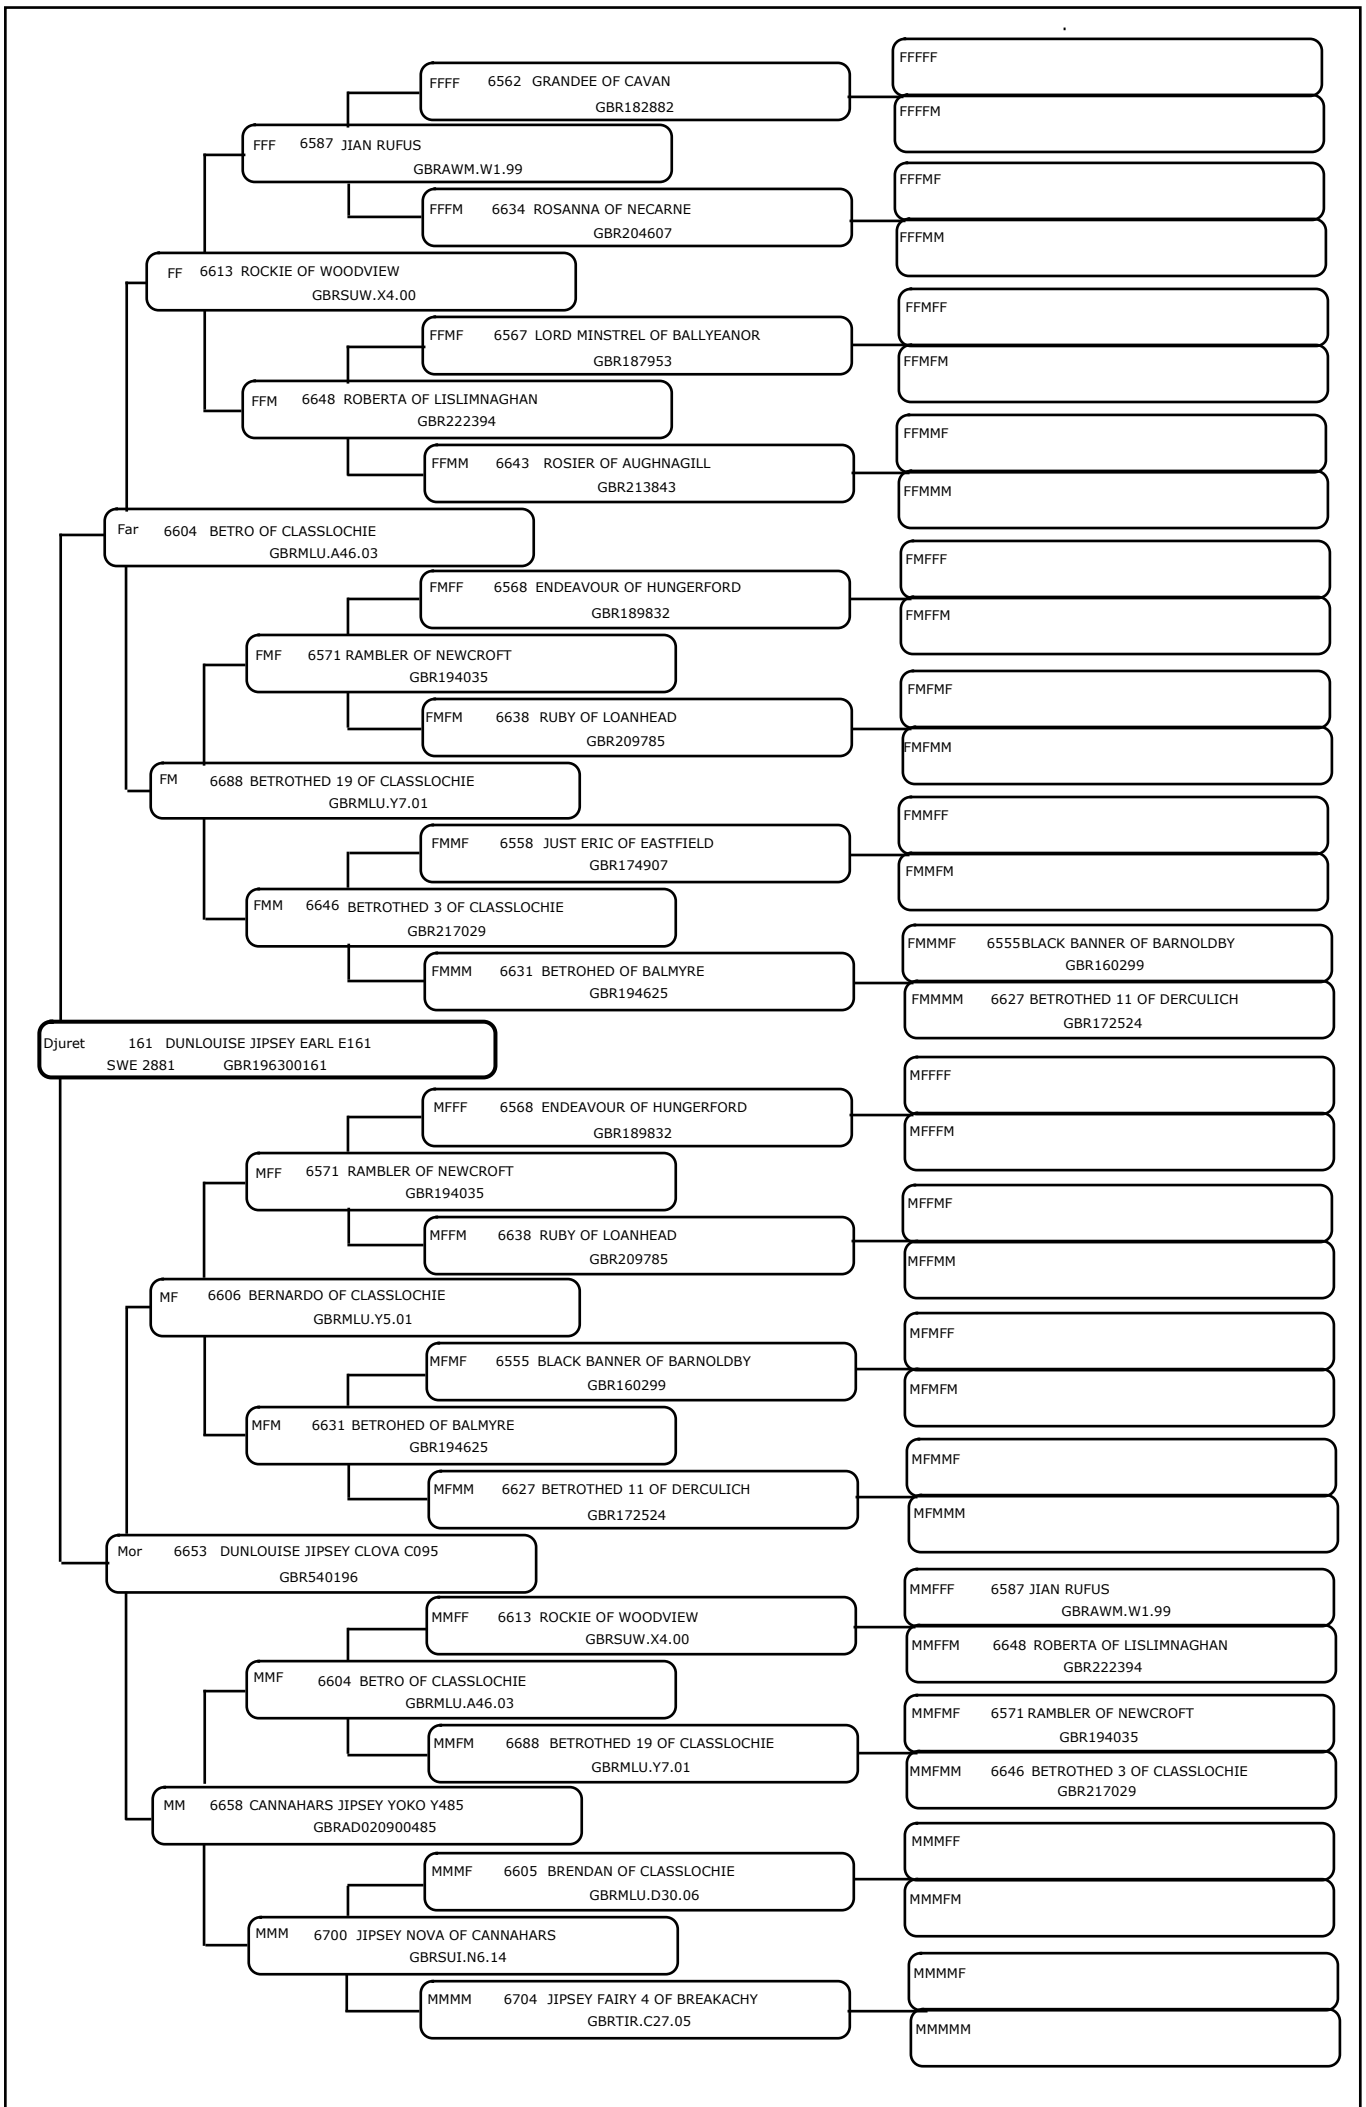 FFFFF
FFFF 6562 GRANDEE OF CAVAN
GBR182882
FFFFM
FFF 6587 JIAN RUFUS
GBRAWM.W1.99
FFFMF
FFFM 6634 ROSANNA OF NECARNE
GBR204607
FFFMM
FF 6613 ROCKIE OF WOODVIEW
GBRSUW.X4.00
FFMFF
FFMF 6567 LORD MINSTREL OF BALLYEANOR
GBR187953
FFMFM
FFM 6648 ROBERTA OF LISLIMNAGHAN
GBR222394
FFMMF
FFMM 6643 ROSIER OF AUGHNAGILL
GBR213843
FFMMM
Far 6604 BETRO OF CLASSLOCHIE
GBRMLU.A46.03
FMFFF
FMFF 6568 ENDEAVOUR OF HUNGERFORD
GBR189832
FMFFM
FMF 6571 RAMBLER OF NEWCROFT
GBR194035
FMFMF
FMFM 6638 RUBY OF LOANHEAD
GBR209785
FMFMM
FM 6688 BETROTHED 19 OF CLASSLOCHIE
GBRMLU.Y7.01
FMMFF
FMMF 6558 JUST ERIC OF EASTFIELD
GBR174907
FMMFM
FMM 6646 BETROTHED 3 OF CLASSLOCHIE
GBR217029
FMMMF 6555BLACK BANNER OF BARNOLDBY
GBR160299
FMMM 6631 BETROHED OF BALMYRE
GBR194625
FMMMM 6627 BETROTHED 11 OF DERCULICH
GBR172524
Djuret 161 DUNLOUISE JIPSEY EARL E161
SWE 2881 GBR196300161
MFFFF
MFFF 6568 ENDEAVOUR OF HUNGERFORD
GBR189832
MFFFM
MFF 6571 RAMBLER OF NEWCROFT
GBR194035
MFFMF
MFFM 6638 RUBY OF LOANHEAD
GBR209785
MFFMM
MF 6606 BERNARDO OF CLASSLOCHIE
GBRMLU.Y5.01
MFMFF
MFMF 6555 BLACK BANNER OF BARNOLDBY
GBR160299
MFMFM
MFM 6631 BETROHED OF BALMYRE
GBR194625
MFMMF
MFMM 6627 BETROTHED 11 OF DERCULICH
GBR172524
MFMMM
Mor 6653 DUNLOUISE JIPSEY CLOVA C095
GBR540196
MMFFF 6587 JIAN RUFUS
GBRAWM.W1.99
MMFF 6613 ROCKIE OF WOODVIEW
GBRSUW.X4.00
MMFFM 6648 ROBERTA OF LISLIMNAGHAN
GBR222394
MMF 6604 BETRO OF CLASSLOCHIE
GBRMLU.A46.03
MMFMF 6571 RAMBLER OF NEWCROFT
GBR194035
MMFM 6688 BETROTHED 19 OF CLASSLOCHIE
GBRMLU.Y7.01
MMFMM 6646 BETROTHED 3 OF CLASSLOCHIE
GBR217029
MM 6658 CANNAHARS JIPSEY YOKO Y485
GBRAD020900485
MMMFF
MMMF 6605 BRENDAN OF CLASSLOCHIE
GBRMLU.D30.06
MMMFM
MMM 6700 JIPSEY NOVA OF CANNAHARS
GBRSUI.N6.14
MMMMF
MMMM 6704 JIPSEY FAIRY 4 OF BREAKACHY
GBRTIR.C27.05
MMMMM